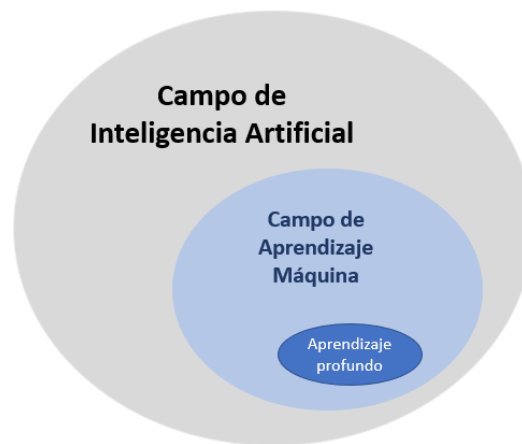 Campo de
Inteligencia Artificial
Campo de
Aprendizaje
Máquina
Aprendizaje
profundo